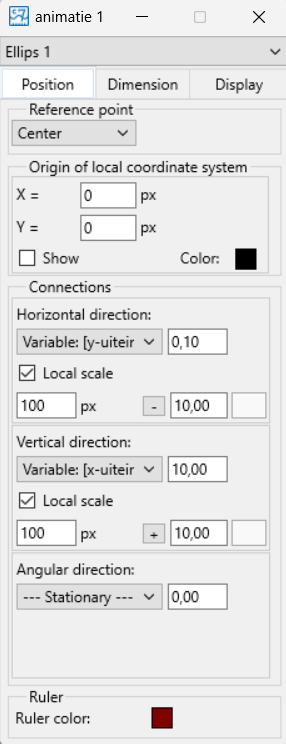 animatie 1
Ellips 1
Position Dimension Display
Reference point
Center
Origin of local coordinate system
X = 0 px
Y = 0 px
Show Color:
Connections
Horizontal direction:
Variable: [y-uiteir 0,10
Local scale
100 px - 10,00
Vertical direction:
Variable: [x-uiteir 10,00
Local scale
100 px + 10,00
Angular direction:
--- Stationary --- 0,00
Ruler
Ruler color: